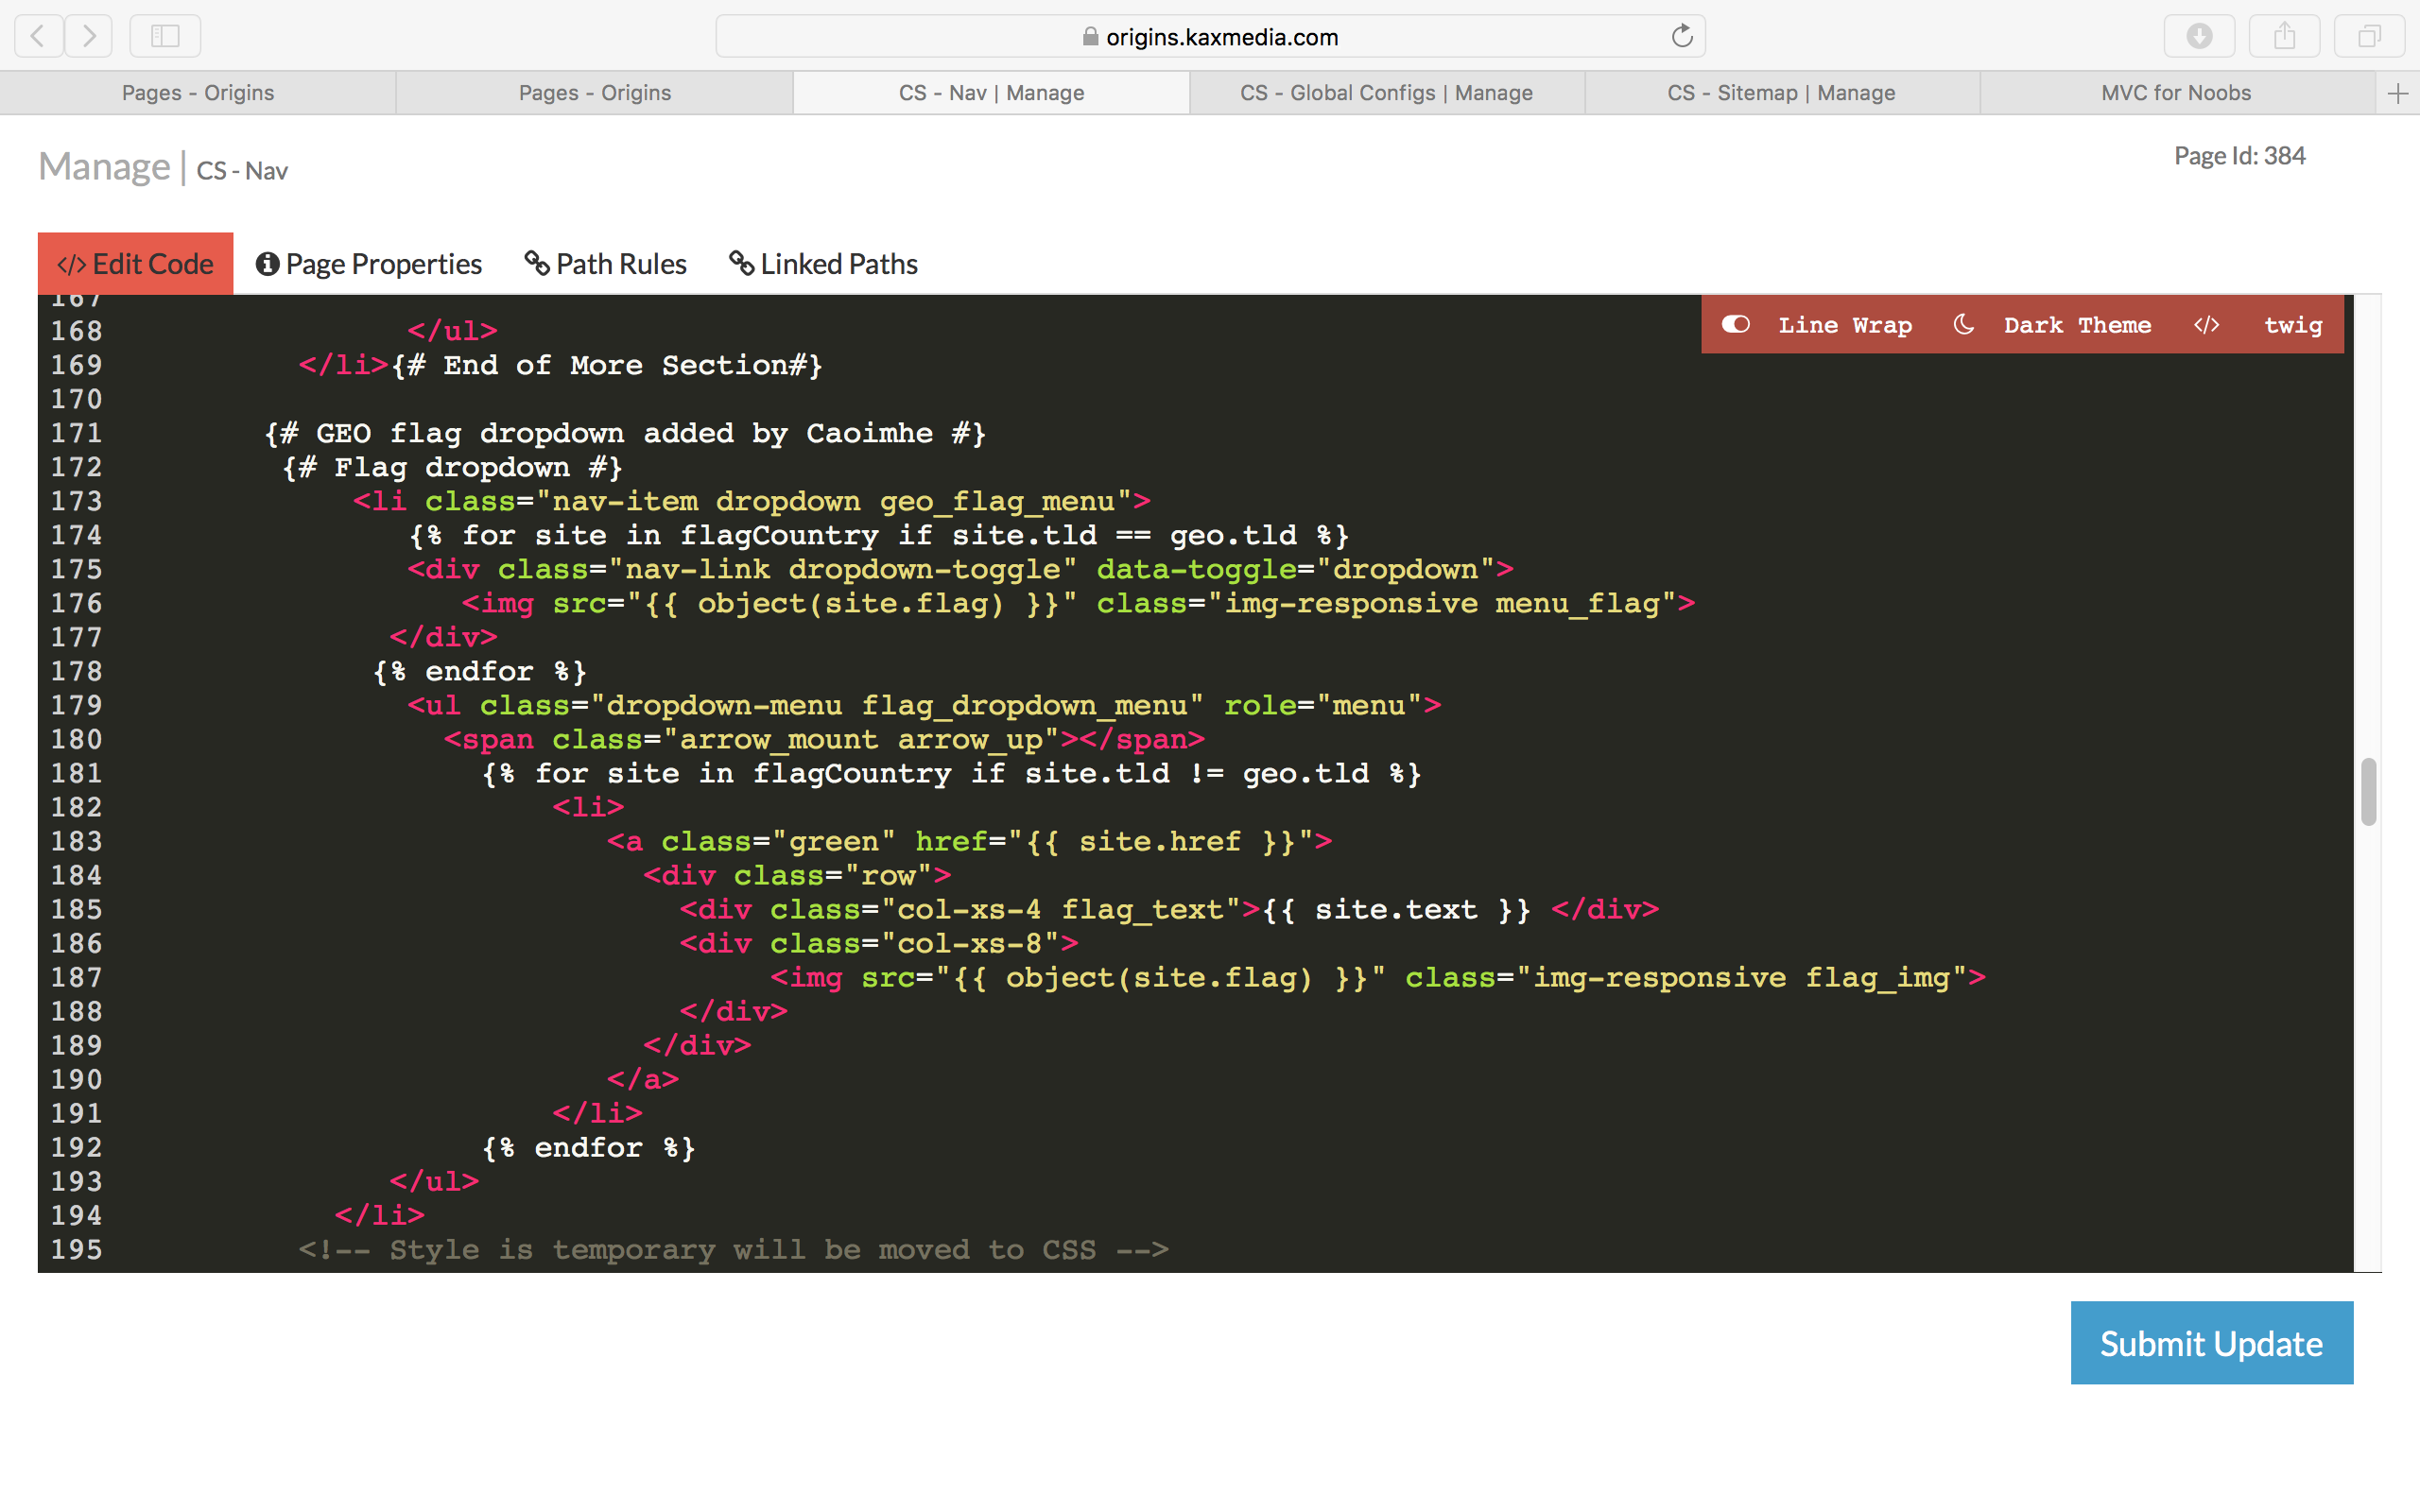 origins.kaxmedia.com
Pages - Origins
Pages - Origins
CS - Nav | Manage
CS - Global Configs | Manage
CS - Sitemap | Manage
MVC for Noobs
Manage | CS - Nav
Page Id: 384
</> Edit Code
Page Properties
Path Rules
Linked Paths
Line Wrap Dark Theme </> twig
167
168 </ul>
169 </li>{# End of More Section#}
170
171 {# GEO flag dropdown added by Caoimhe #}
172 {# Flag dropdown #}
173 <li class="nav-item dropdown geo_flag_menu">
174 {% for site in flagCountry if site.tld == geo.tld %}
175 <div class="nav-link dropdown-toggle" data-toggle="dropdown">
176 <img src="{{ object(site.flag) }}" class="img-responsive menu_flag">
177 </div>
178 {% endfor %}
179 <ul class="dropdown-menu flag_dropdown_menu" role="menu">
180 <span class="arrow_mount arrow_up"></span>
181 {% for site in flagCountry if site.tld != geo.tld %}
182 <li>
183 <a class="green" href="{{ site.href }}">
184 <div class="row">
185 <div class="col-xs-4 flag_text">{{ site.text }} </div>
186 <div class="col-xs-8">
187 <img src="{{ object(site.flag) }}" class="img-responsive flag_img">
188 </div>
189 </div>
190 </a>
191 </li>
192 {% endfor %}
193 </ul>
194 </li>
195 <!-- Style is temporary will be moved to CSS -->
Submit Update